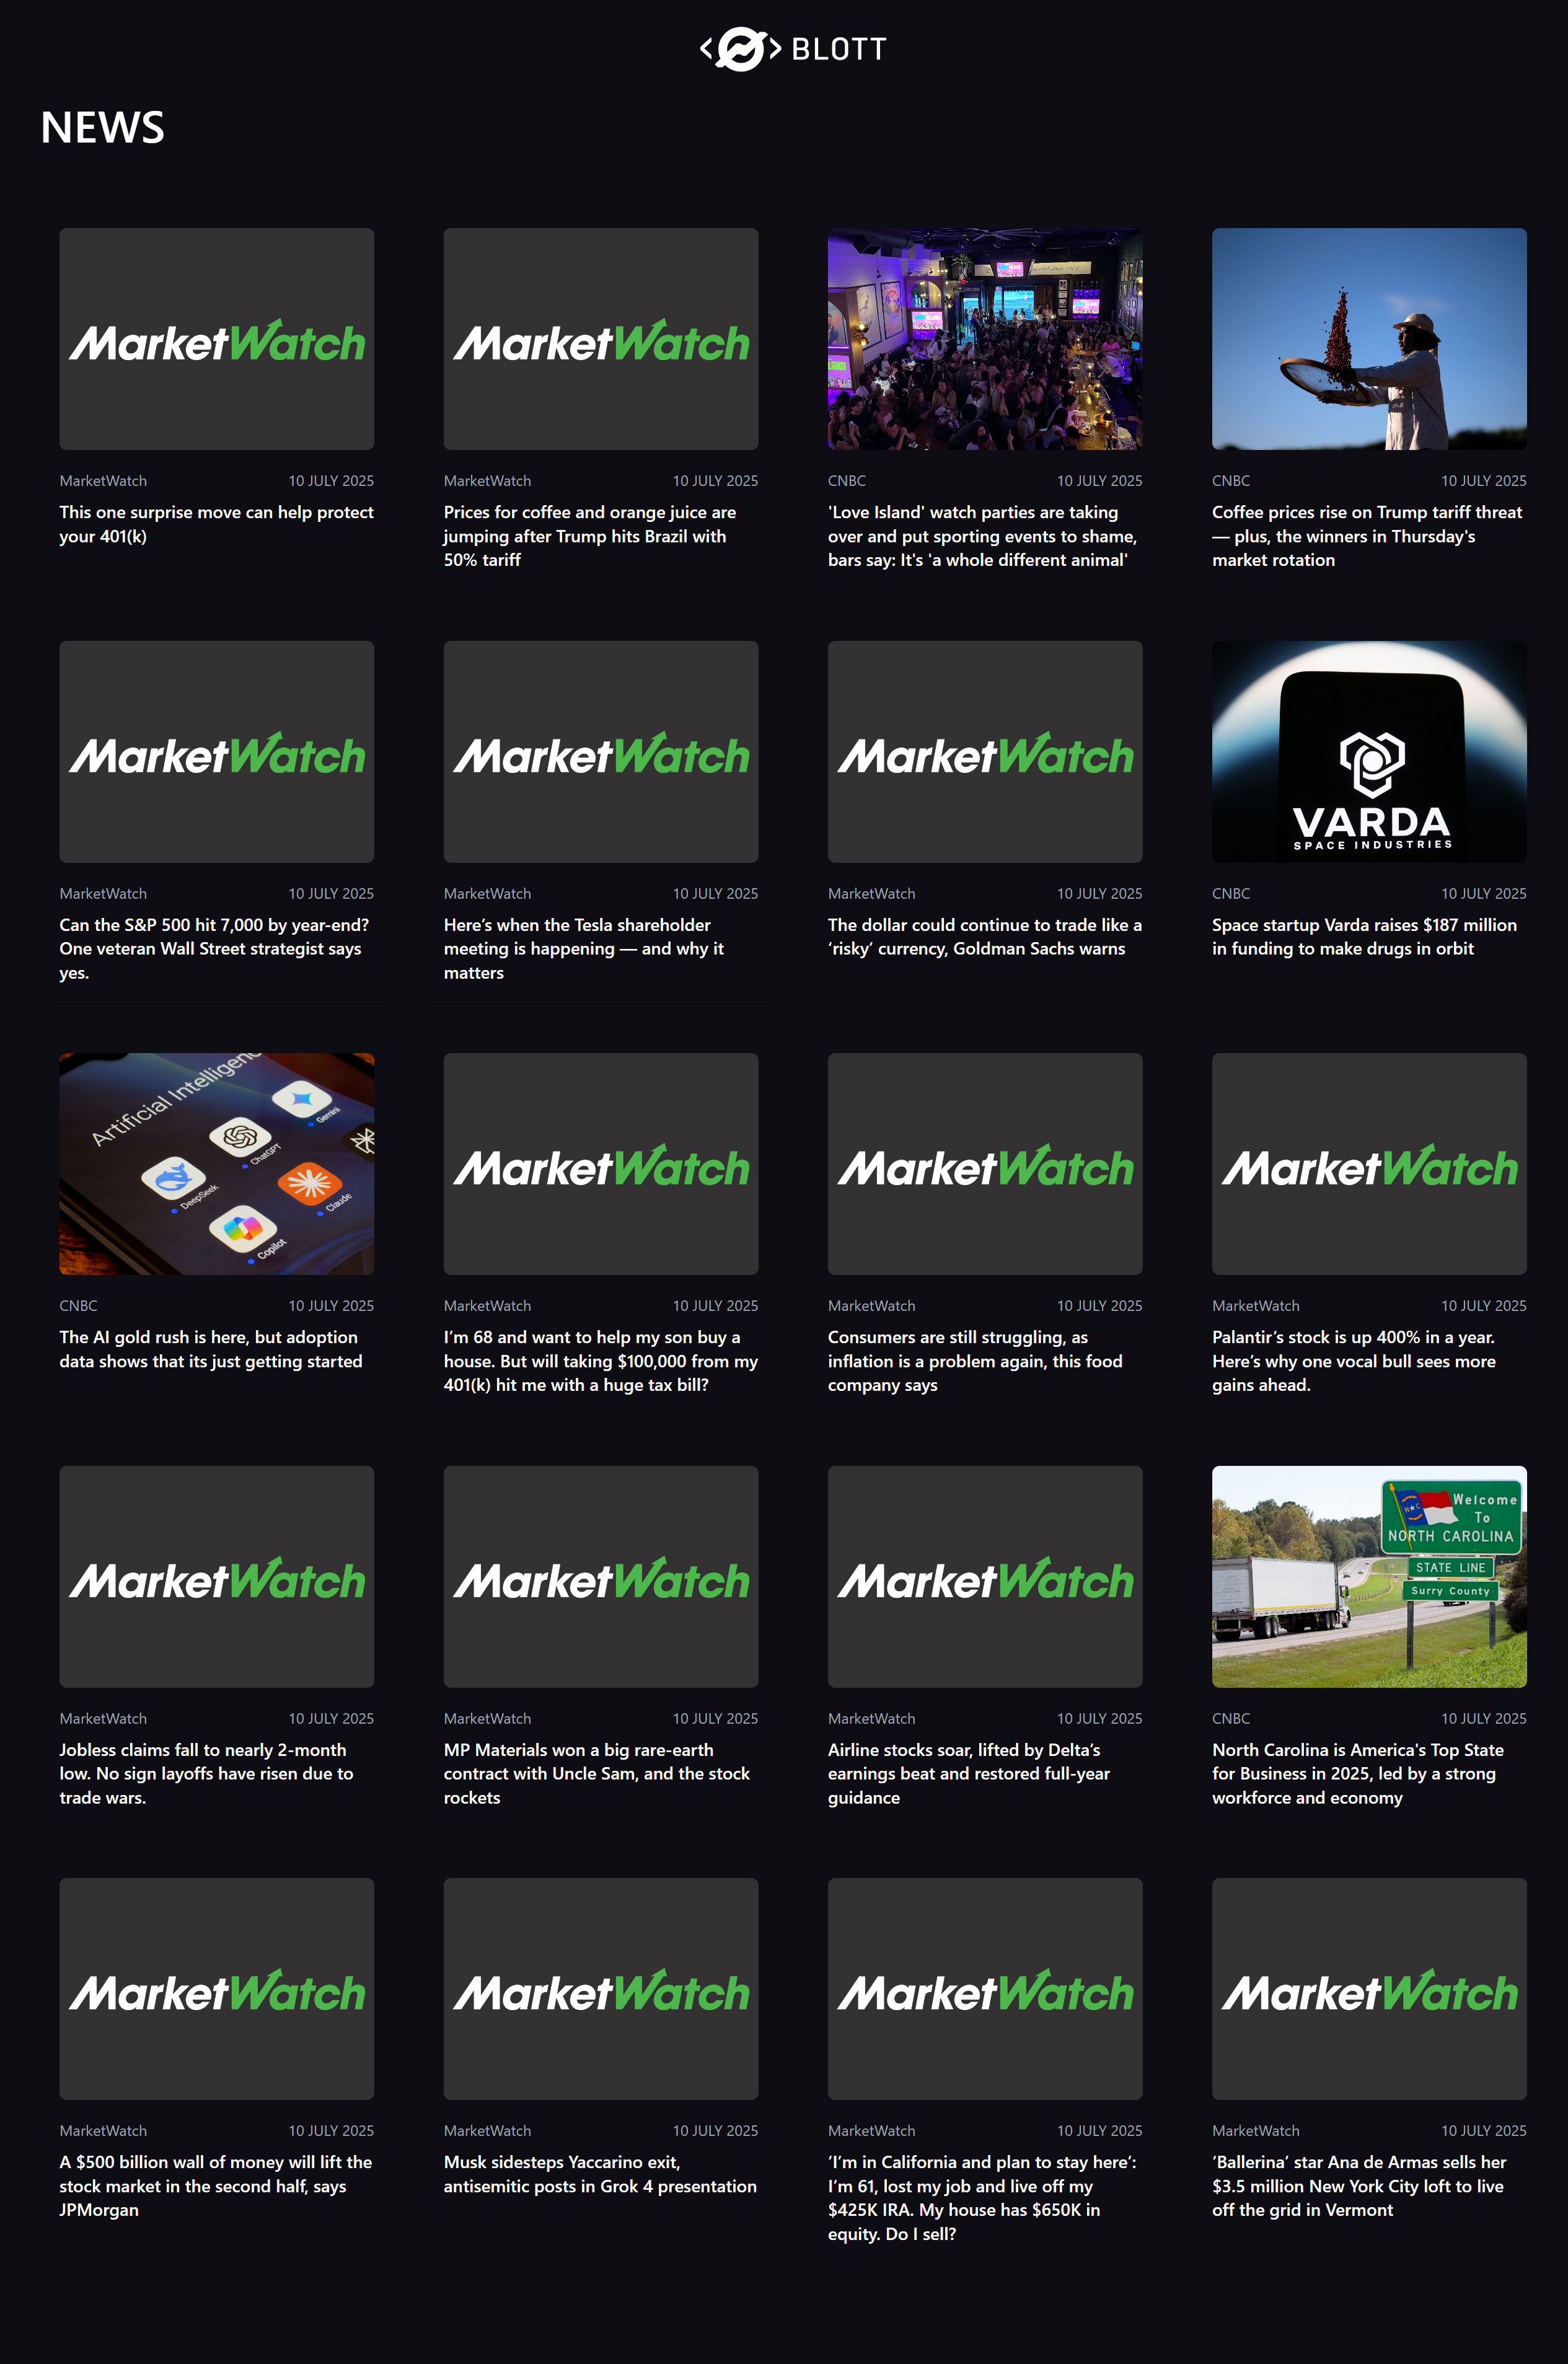 BLOTT
NEWS
MarketWatch
MarketWatch
MarketWatch 10 JULY 2025
This one surprise move can help protect
your 401(k)
MarketWatch 10 JULY 2025
Prices for coffee and orange juice are
jumping after Trump hits Brazil with
50% tariff
CNBC 10 JULY 2025
'Love Island' watch parties are taking
over and put sporting events to shame,
bars say: It's 'a whole different animal'
CNBC 10 JULY 2025
Coffee prices rise on Trump tariff threat
— plus, the winners in Thursday's
market rotation
MarketWatch
MarketWatch
MarketWatch
VARDA
SPACE INDUSTRIES
MarketWatch 10 JULY 2025
Can the S&P 500 hit 7,000 by year-end?
One veteran Wall Street strategist says
yes.
MarketWatch 10 JULY 2025
Here’s when the Tesla shareholder
meeting is happening — and why it
matters
MarketWatch 10 JULY 2025
The dollar could continue to trade like a
‘risky’ currency, Goldman Sachs warns
CNBC 10 JULY 2025
Space startup Varda raises $187 million
in funding to make drugs in orbit
Artificial Intelligenc
Gemini
ChatGPT
DeepSeek
Claude
Copilot
MarketWatch
MarketWatch
MarketWatch
CNBC 10 JULY 2025
The AI gold rush is here, but adoption
data shows that its just getting started
MarketWatch 10 JULY 2025
I’m 68 and want to help my son buy a
house. But will taking $100,000 from my
401(k) hit me with a huge tax bill?
MarketWatch 10 JULY 2025
Consumers are still struggling, as
inflation is a problem again, this food
company says
MarketWatch 10 JULY 2025
Palantir’s stock is up 400% in a year.
Here’s why one vocal bull sees more
gains ahead.
MarketWatch
MarketWatch
MarketWatch
N C
Welcome
To
NORTH CAROLINA
STATE LINE
Surry County
MarketWatch 10 JULY 2025
Jobless claims fall to nearly 2-month
low. No sign layoffs have risen due to
trade wars.
MarketWatch 10 JULY 2025
MP Materials won a big rare-earth
contract with Uncle Sam, and the stock
rockets
MarketWatch 10 JULY 2025
Airline stocks soar, lifted by Delta’s
earnings beat and restored full-year
guidance
CNBC 10 JULY 2025
North Carolina is America's Top State
for Business in 2025, led by a strong
workforce and economy
MarketWatch
MarketWatch
MarketWatch
MarketWatch
MarketWatch 10 JULY 2025
A $500 billion wall of money will lift the
stock market in the second half, says
JPMorgan
MarketWatch 10 JULY 2025
Musk sidesteps Yaccarino exit,
antisemitic posts in Grok 4 presentation
MarketWatch 10 JULY 2025
‘I’m in California and plan to stay here’:
I’m 61, lost my job and live off my
$425K IRA. My house has $650K in
equity. Do I sell?
MarketWatch 10 JULY 2025
‘Ballerina’ star Ana de Armas sells her
$3.5 million New York City loft to live
off the grid in Vermont